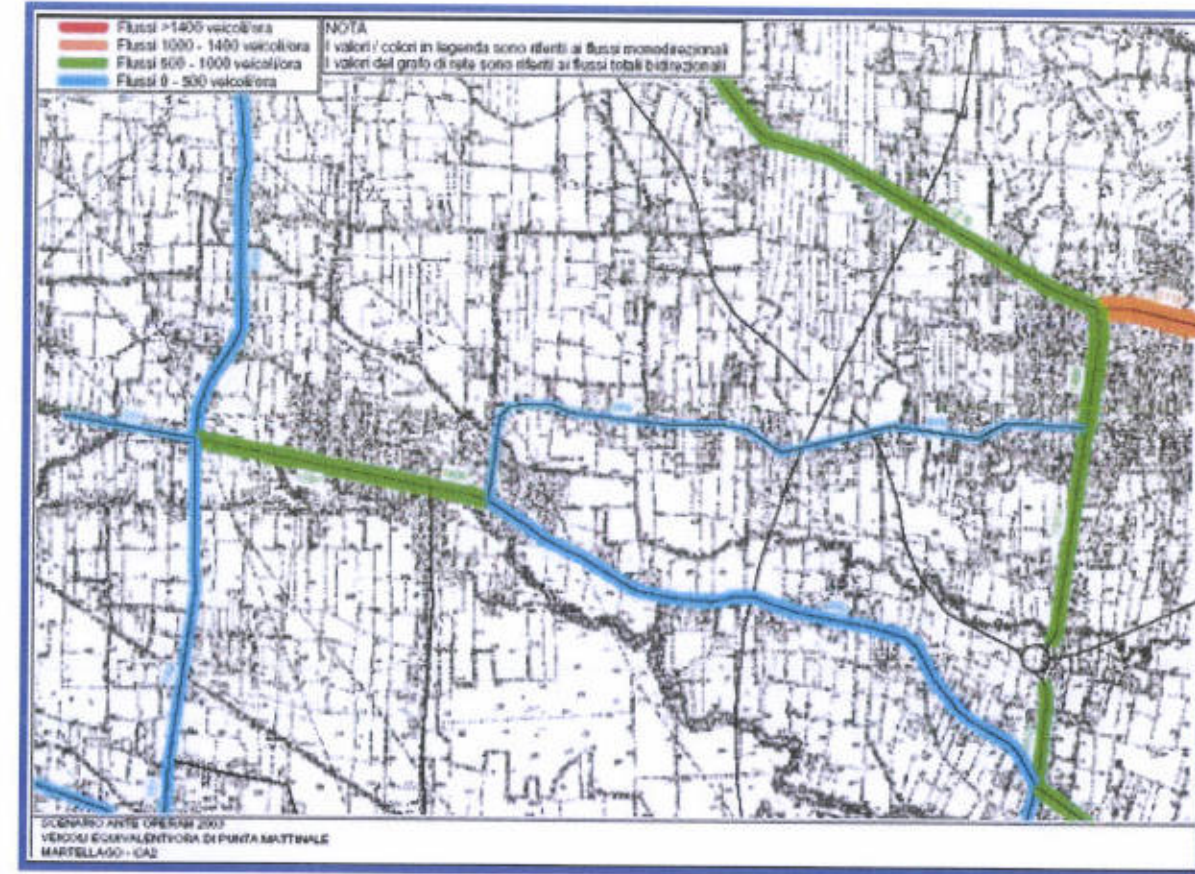 Flussi >1400 veicoli/ora
Flussi 1000 - 1400 veicoli/ora
Flussi 500 - 1000 veicoli/ora
Flussi 0 - 500 veicoli/ora
NOTA
I valori / colori in legenda sono riferiti ai flussi monodirezionali
I valori del grafo di rete sono riferiti ai flussi totali bidirezionali
SCENARIO ANTE OPERAM 2003
VEICOLI EQUIVALENTI/ORA DI PUNTA MATTINALE
MARTELLAGO - CA2